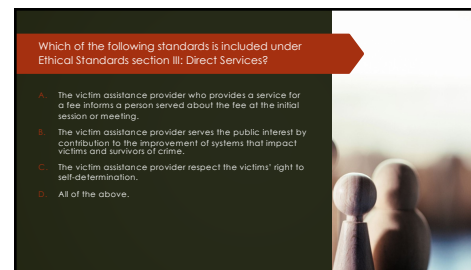 Which of the following standards is included under
Ethical Standards section III: Direct Services?
A. The victim assistance provider who provides a service for
a fee informs a person served about the fee at the initial
session or meeting.
B. The victim assistance provider serves the public interest by
contribution to the improvement of systems that impact
victims and survivors of crime.
C. The victim assistance provider respect the victims' right to
self-determination.
D. All of the above.